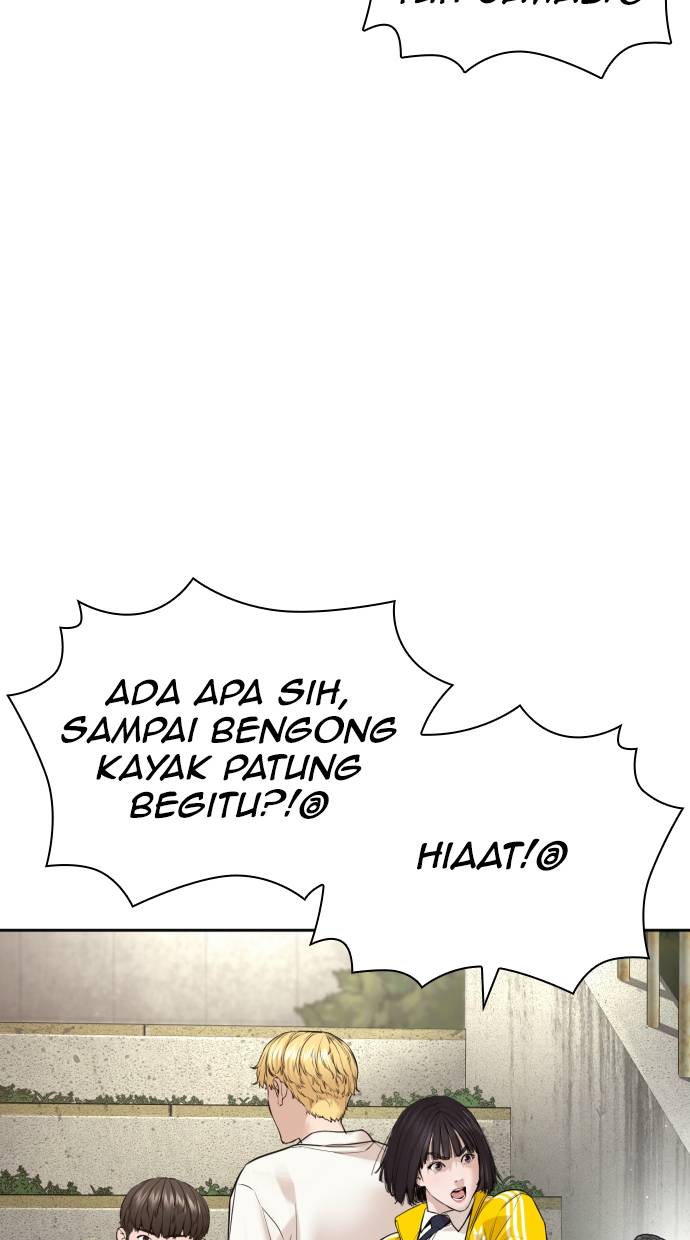 ADA APA SIH,
SAMPAI BENGONG
KAYAK PATUNG
BEGITU?!@
HIAAT!@